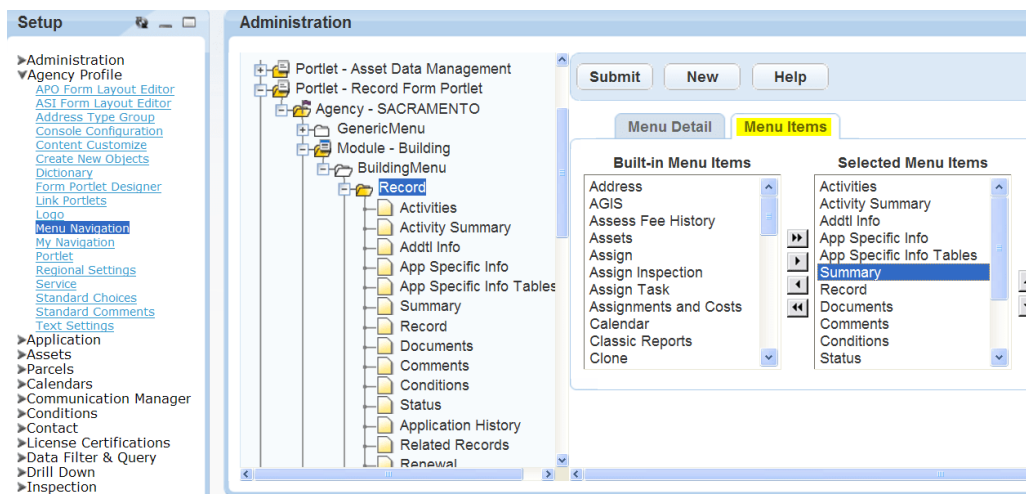 Setup
Administration
Agency Profile
APO Form Layout Editor
ASI Form Layout Editor
Address Type Group
Console Configuration
Content Customize
Create New Objects
Dictionary
Form Portlet Designer
Link Portlets
Logo
Menu Navigation
My Navigation
Portlet
Regional Settings
Service
Standard Choices
Standard Comments
Text Settings
Application
Assets
Parcels
Calendars
Communication Manager
Conditions
Contact
License Certifications
Data Filter & Query
Drill Down
Inspection
Administration
Portlet - Asset Data Management
Portlet - Record Form Portlet
Agency - SACRAMENTO
GenericMenu
Module - Building
BuildingMenu
Record
Activities
Activity Summary
Addtl Info
App Specific Info
App Specific Info Tables
Summary
Record
Documents
Comments
Conditions
Status
Application History
Related Records
Renewal
Submit New Help
Menu Detail Menu Items
Built-in Menu Items
Address
AGIS
Assess Fee History
Assets
Assign
Assign Inspection
Assign Task
Assignments and Costs
Calendar
Classic Reports
Clone
Selected Menu Items
Activities
Activity Summary
Addtl Info
App Specific Info
App Specific Info Tables
Summary
Record
Documents
Comments
Conditions
Status